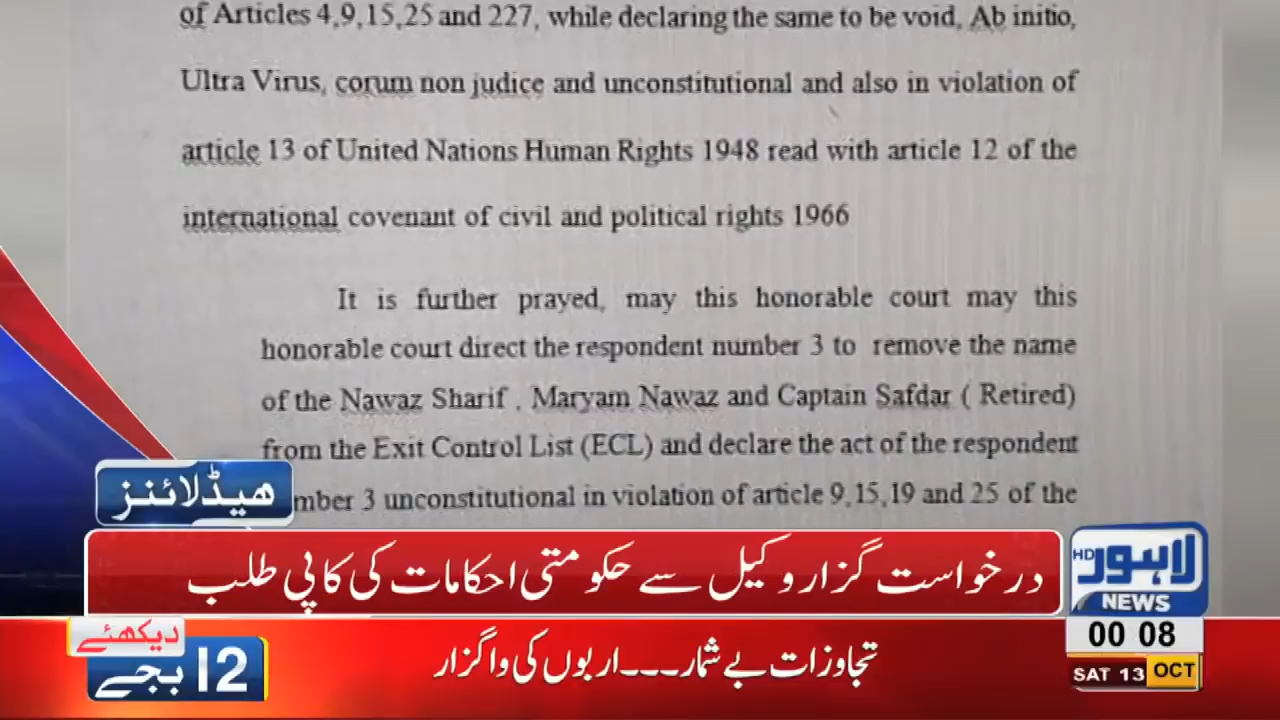 of Articles 4,9,15,25 and 227, while declaring the same to be void, Ab initio,
Ultra Virus, corum non judice and unconstitutional and also in violation of
article 13 of United Nations Human Rights 1948 read with article 12 of the
international covenant of civil and political rights 1966
It is further prayed, may this honorable court may this
honorable court direct the respondent number 3 to remove the name
of the Nawaz Sharif , Maryam Nawaz and Captain Safdar ( Retired)
from the Exit Control List (ECL) and declare the act of the respondent
mber 3 unconstitutional in violation of article 9,15,19 and 25 of the
ہیڈلائنز
درخواست گزار وکیل سے حکومتی احکامات کی کاپی طلب
لاہور HD
NEWS
00 08
SAT 13 OCT
دیکھئے
12 بجے
تجاوزات بے شمار۔۔۔اربوں کی واگزار